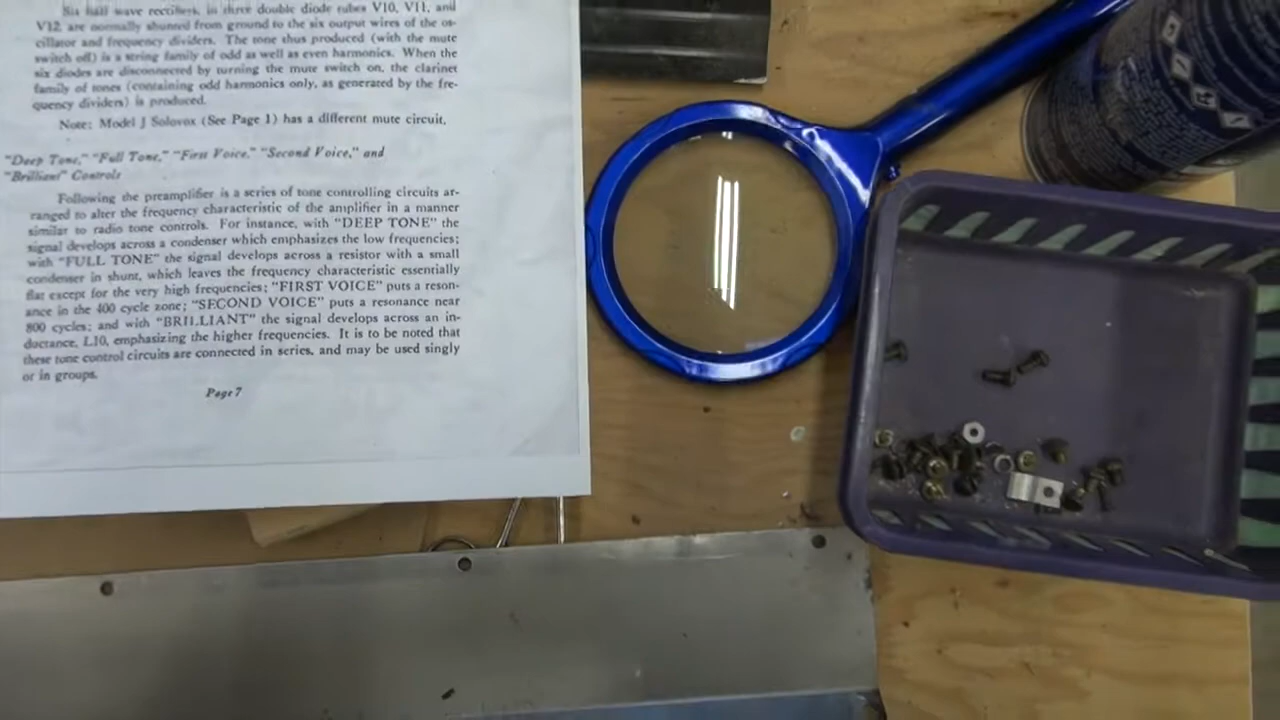 Six half wave rectifiers, in three double diode tubes V10, V11, and
V12, are normally shunted from ground to the six output wires of the os-
cillator and frequency dividers. The tone thus produced (with the mute
switch off) is a string family of odd as well as even harmonics. When the
six diodes are disconnected by turning the mute switch on, the clarinet
family of tones (containing odd harmonics only, as generated by the fre-
quency dividers) is produced.
Note: Model J Solovox (See Page 1) has a different mute circuit.
"Deep Tone," "Full Tone," "First Voice," "Second Voice," and
"Brilliant" Controls
Following the preamplifier is a series of tone controlling circuits ar-
ranged to alter the frequency characteristic of the amplifier in a manner
similar to radio tone controls. For instance, with "DEEP TONE" the
signal develops across a condenser which emphasizes the low frequencies;
with "FULL TONE" the signal develops across a resistor with a small
condenser in shunt, which leaves the frequency characteristic essentially
flat except for the very high frequencies; "FIRST VOICE" puts a reson-
ance in the 400 cycle zone; "SECOND VOICE" puts a resonance near
800 cycles; and with "BRILLIANT" the signal develops across an in-
ductance, L10, emphasizing the higher frequencies. It is to be noted that
these tone control circuits are connected in series, and may be used singly
or in groups.
Page 7